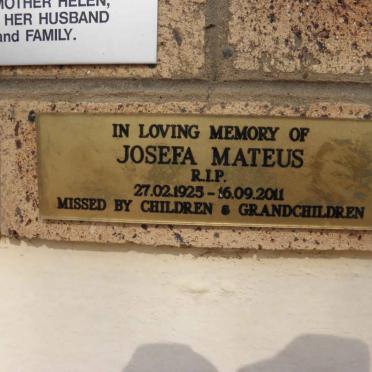 MOTHER HELEN,
HER HUSBAND
and FAMILY.
IN LOVING MEMORY OF
JOSEFA MATEUS
R.I.P.
27.02.1925 - 16.09.2011
MISSED BY CHILDREN & GRANDCHILDREN